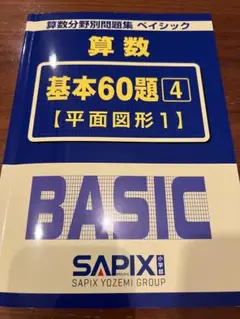 算数分野別問題集 ベイシック
算数
基本60題 4
【平面図形1】
BASIC
SAPIX 小学部
SAPIX YOZEMI GROUP